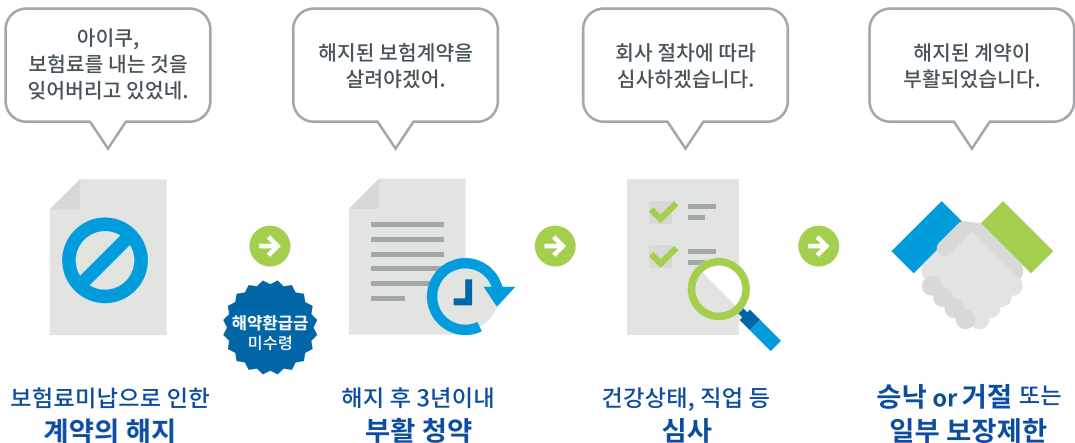 아이쿠,
보험료를 내는 것을
잊어버리고 있었네.
해지된 보험계약을
살려야겠어.
회사 절차에 따라
심사하겠습니다.
해지된 계약이
부활되었습니다.
해약환급금
미수령
보험료미납으로 인한
계약의 해지
해지 후 3년이내
부활 청약
건강상태, 직업 등
심사
승낙 or 거절 또는
일부 보장제한